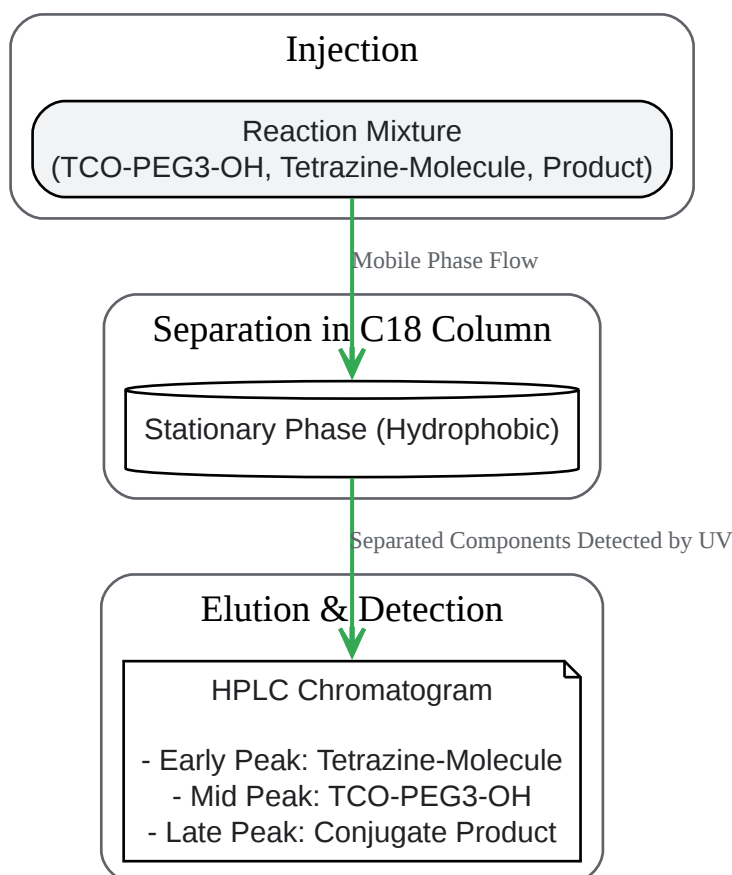 Injection
Reaction Mixture
(TCO-PEG3-OH, Tetrazine-Molecule, Product)
Mobile Phase Flow
Separation in C18 Column
Stationary Phase (Hydrophobic)
Separated Components Detected by UV
Elution & Detection
HPLC Chromatogram
- Early Peak: Tetrazine-Molecule
- Mid Peak: TCO-PEG3-OH
- Late Peak: Conjugate Product